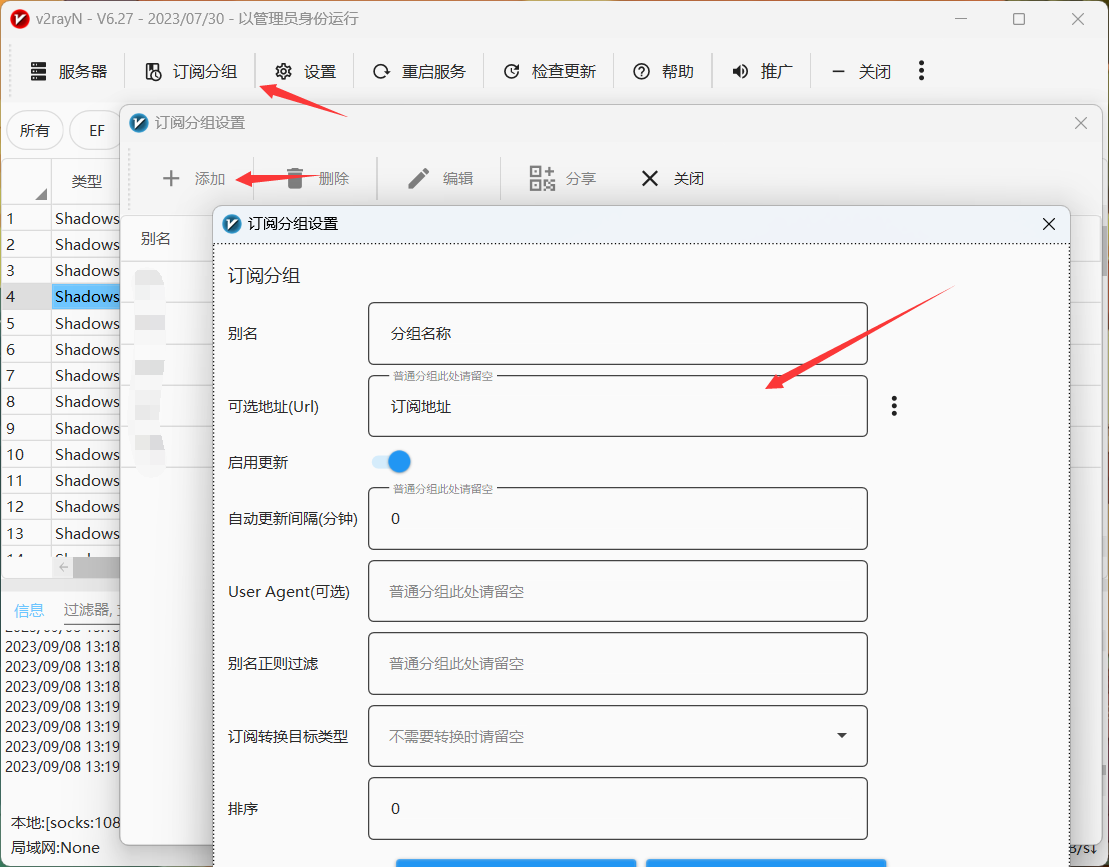 v2rayN - V6.27 - 2023/07/30 - 以管理员身份运行
服务器 订阅分组 设置 重启服务 检查更新 帮助 推广 关闭
所有 EF
订阅分组设置
添加 删除 编辑 分享 关闭
类型
别名
1 Shadows
2 Shadows
3 Shadows
4 Shadows
5 Shadows
6 Shadows
7 Shadows
8 Shadows
9 Shadows
10 Shadows
11 Shadows
12 Shadows
13 Shadows
订阅分组设置
订阅分组
别名 分组名称
普通分组此处请留空
可选地址(Url) 订阅地址
启用更新
普通分组此处请留空
自动更新间隔(分钟) 0
User Agent(可选) 普通分组此处请留空
别名正则过滤 普通分组此处请留空
订阅转换目标类型 不需要转换时请留空
排序 0
信息 过滤器,
2023/09/08 13:18
2023/09/08 13:18
2023/09/08 13:18
2023/09/08 13:19
2023/09/08 13:19
2023/09/08 13:19
2023/09/08 13:19
本地:[socks:108
局域网:None